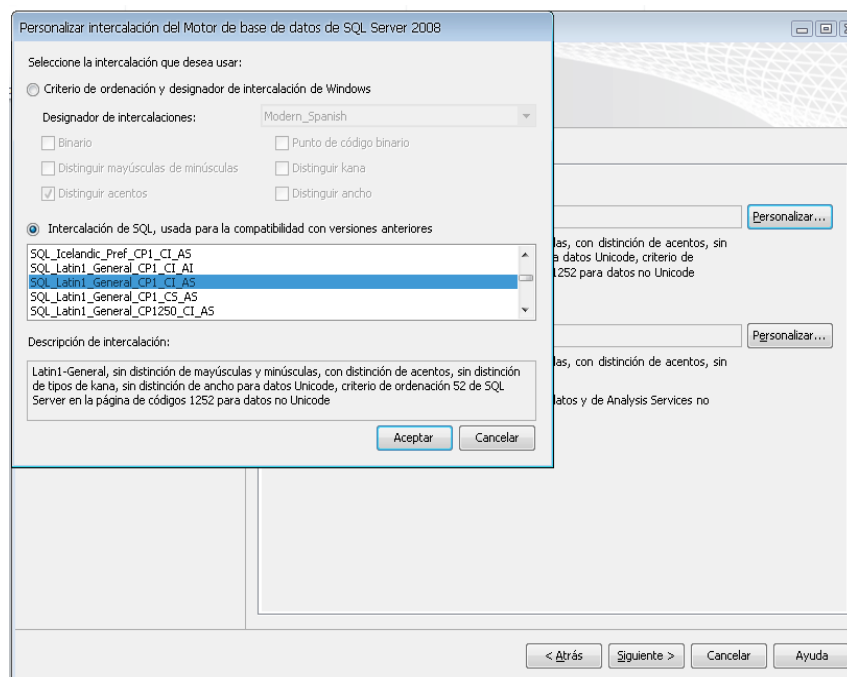 Personalizar intercalación del Motor de base de datos de SQL Server 2008
Seleccione la intercalación que desea usar:
Criterio de ordenación y designador de intercalación de Windows
Designador de intercalaciones:
Modern_Spanish
Binario
Punto de código binario
Distinguir mayúsculas de minúsculas
Distinguir kana
Distinguir acentos
Distinguir ancho
Intercalación de SQL, usada para la compatibilidad con versiones anteriores
SQL_Icelandic_Pref_CP1_CI_AS
SQL_Latin1_General_CP1_CI_AI
SQL_Latin1_General_CP1_CI_AS
SQL_Latin1_General_CP1_CS_AS
SQL_Latin1_General_CP1250_CI_AS
Descripción de intercalación:
Latin1-General, sin distinción de mayúsculas y minúsculas, con distinción de acentos, sin distinción
de tipos de kana, sin distinción de ancho para datos Unicode, criterio de ordenación 52 de SQL
Server en la página de códigos 1252 para datos no Unicode
Aceptar
Cancelar
Personalizar...
las, con distinción de acentos, sin
a datos Unicode, criterio de
1252 para datos no Unicode
Personalizar...
las, con distinción de acentos, sin
latos y de Analysis Services no
< Atrás
Siguiente >
Cancelar
Ayuda